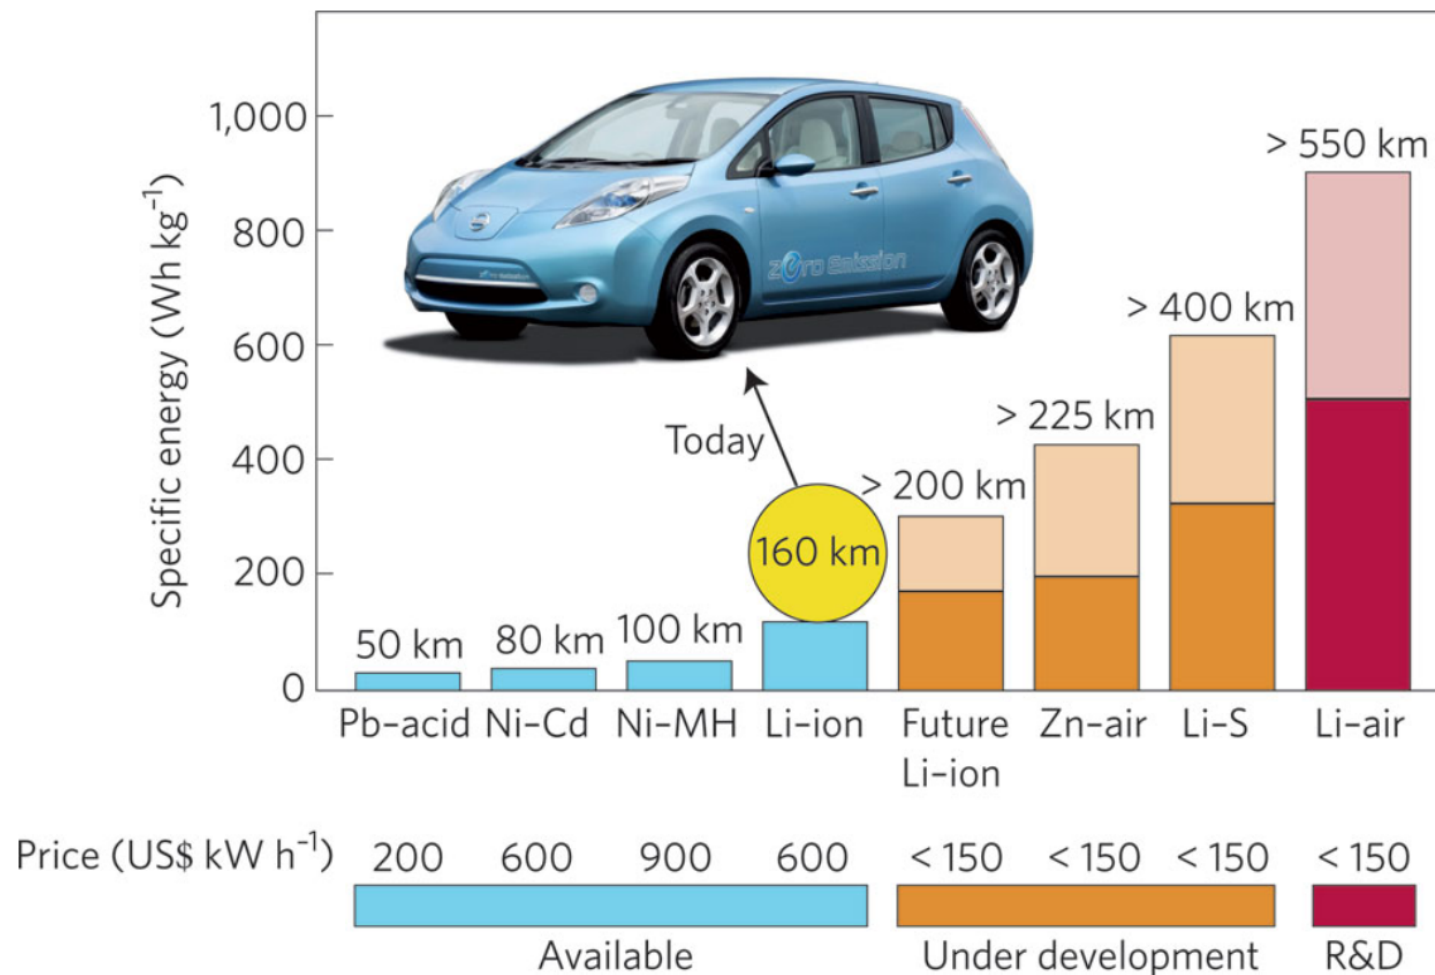 Specific energy (Wh kg⁻¹)
1,000
800
600
400
200
0
zero emission
Today
50 km
80 km
100 km
160 km
> 200 km
> 225 km
> 400 km
> 550 km
Pb–acid Ni–Cd Ni–MH Li–ion Future Li–ion Zn–air Li–S Li–air
Price (US$ kW h⁻¹) 200 600 900 600 < 150 < 150 < 150 < 150
Available Under development R&D